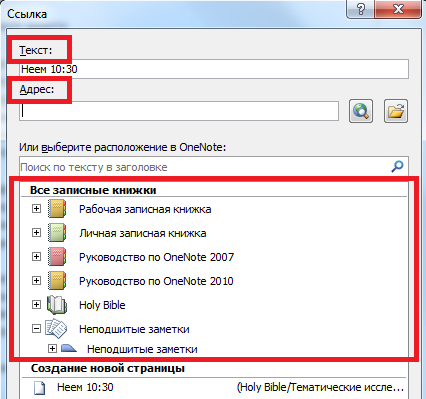 Ссылка
Текст:
Неем 10:30
Адрес:
Или выберите расположение в OneNote:
Поиск по тексту в заголовке
Все записные книжки
Рабочая записная книжка
Личная записная книжка
Руководство по OneNote 2007
Руководство по OneNote 2010
Holy Bible
Неподшитые заметки
Неподшитые заметки
Создание новой страницы
Неем 10:30 (Holy Bible/Тематические иссле...